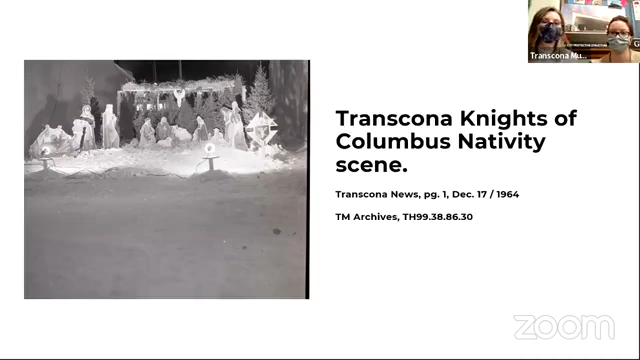 Transcona Mu...
Transcona Knights of
Columbus Nativity
scene.
Transcona News, pg. 1, Dec. 17 / 1964
TM Archives, TH99.38.86.30
zoom